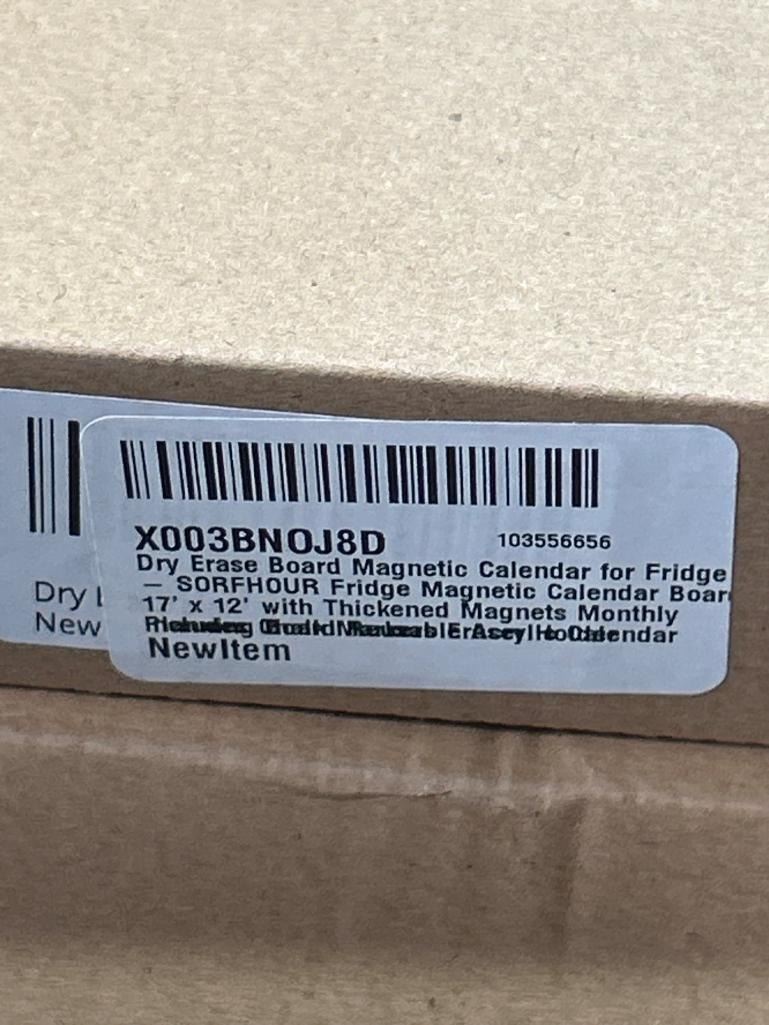 X003BNOJ8D
103556656
Dry Erase Board Magnetic Calendar for Fridge
— SORFHOUR Fridge Magnetic Calendar Boar
17' x 12' with Thickened Magnets Monthly
Calendar
NewItem
Dry
New